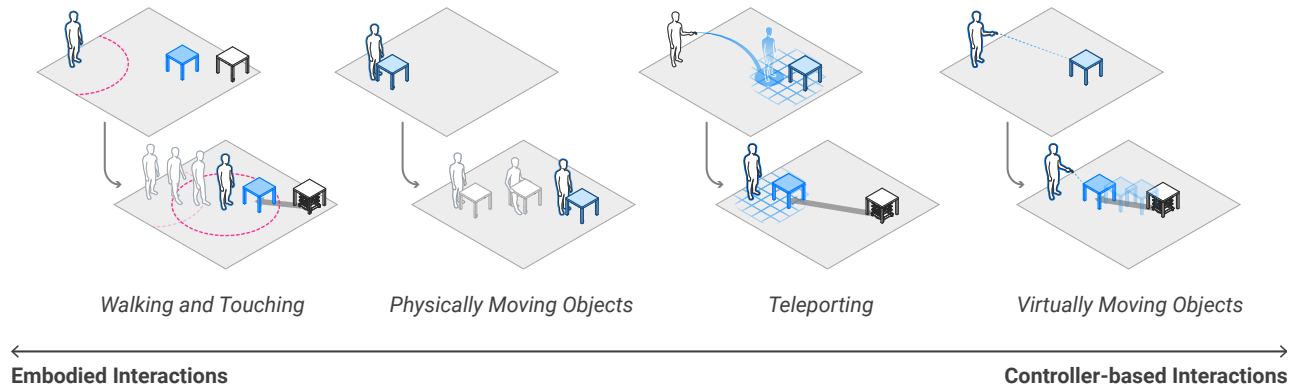 Walking and Touching
Physically Moving Objects
Teleporting
Virtually Moving Objects
Embodied Interactions
Controller-based Interactions